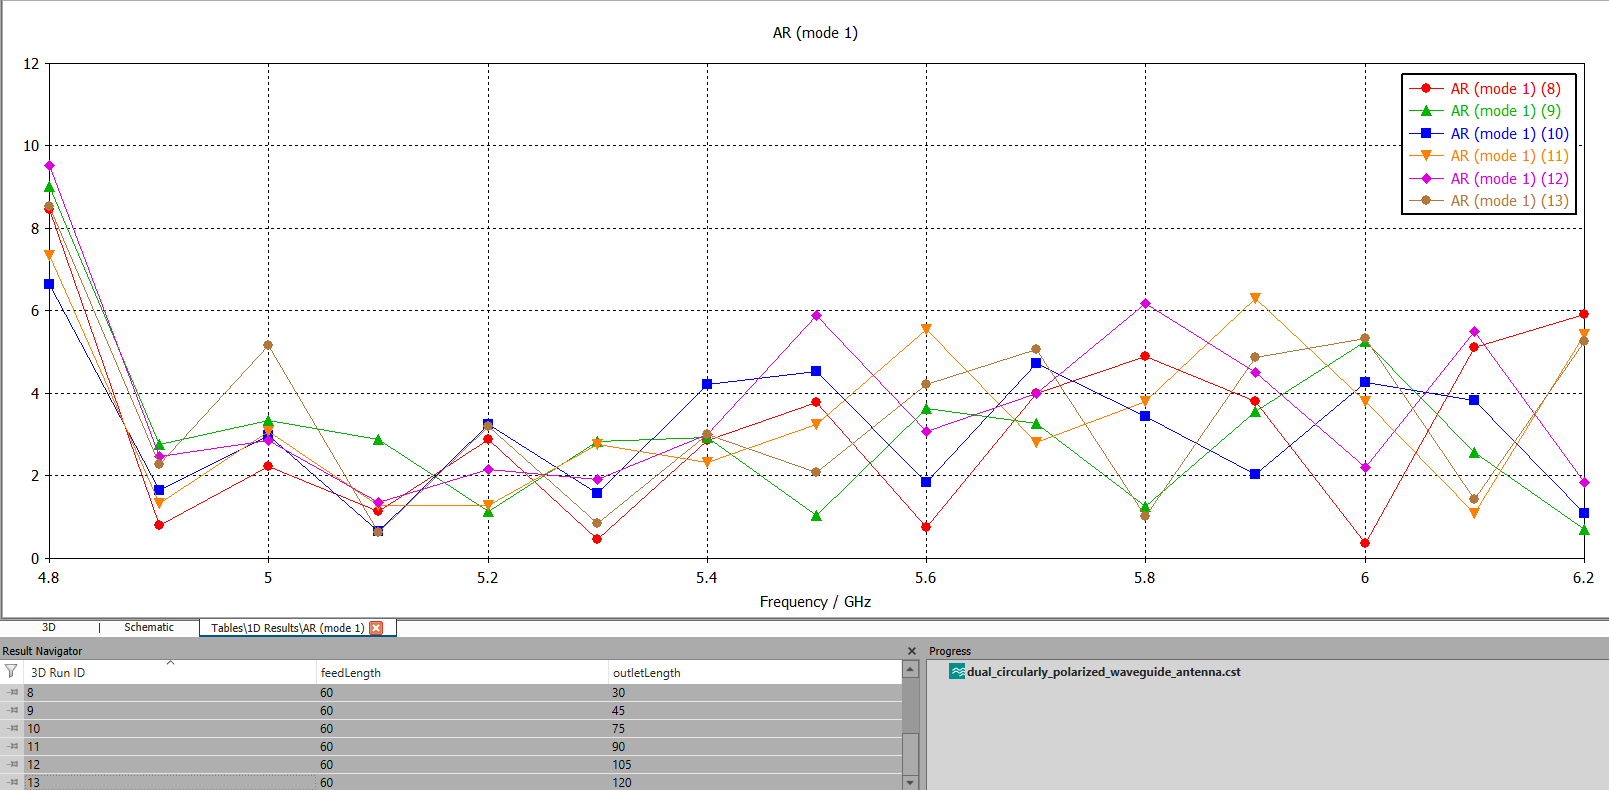 AR (mode 1)
12
10
8
6
4
2
0
AR (mode 1) (8)
AR (mode 1) (9)
AR (mode 1) (10)
AR (mode 1) (11)
AR (mode 1) (12)
AR (mode 1) (13)
4.8 5 5.2 5.4 5.6 5.8 6 6.2
Frequency / GHz
3D | Schematic Tables\1D Results\AR (mode 1)
Result Navigator
3D Run ID feedLength outletLength
8 60 30
9 60 45
10 60 75
11 60 90
12 60 105
13 60 120
Progress
dual_circularly_polarized_waveguide_antenna.cst